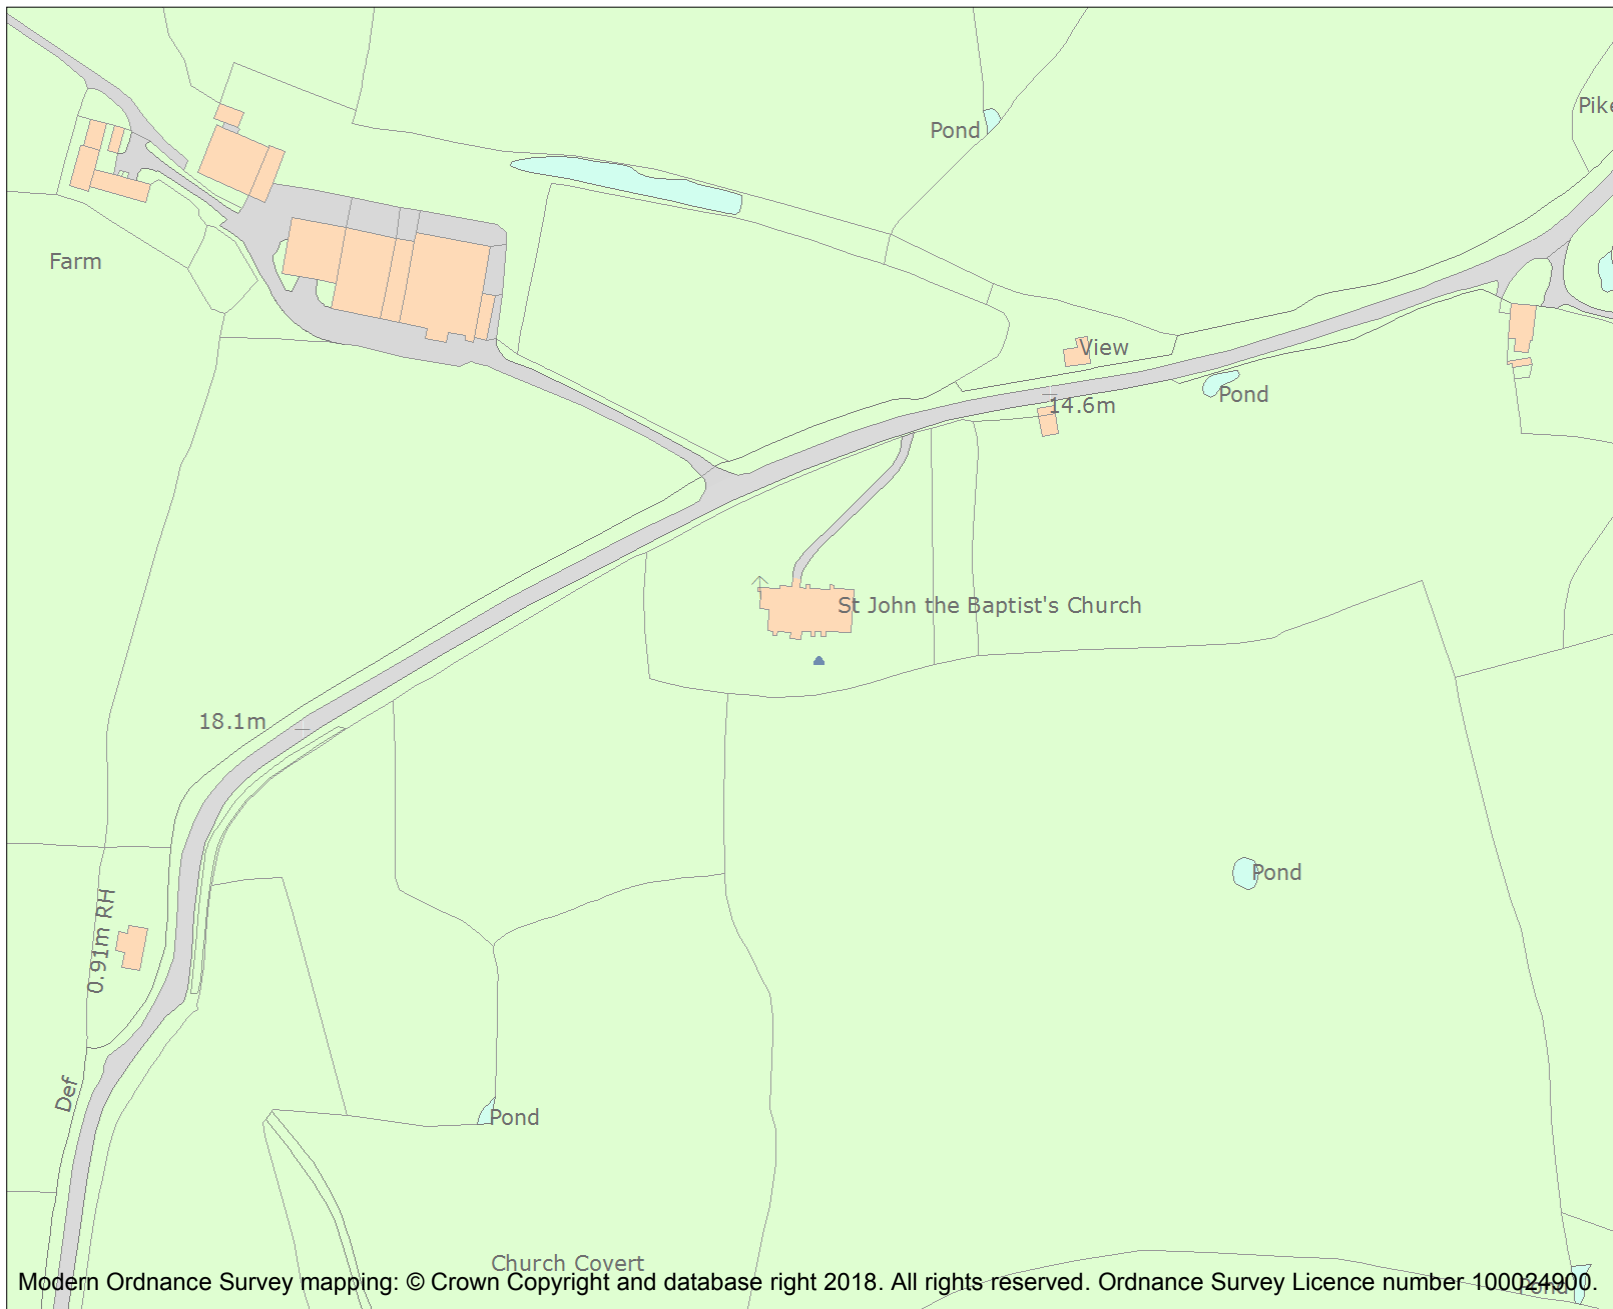 Pike
Pond
Farm
View
Pond
14.6m
St John the Baptist's Church
18.1m
Pond
0.91m RH
Def
Pond
Church Covert
Modern Ordnance Survey mapping: © Crown Copyright and database right 2018. All rights reserved. Ordnance Survey Licence number 100024900.
Pond